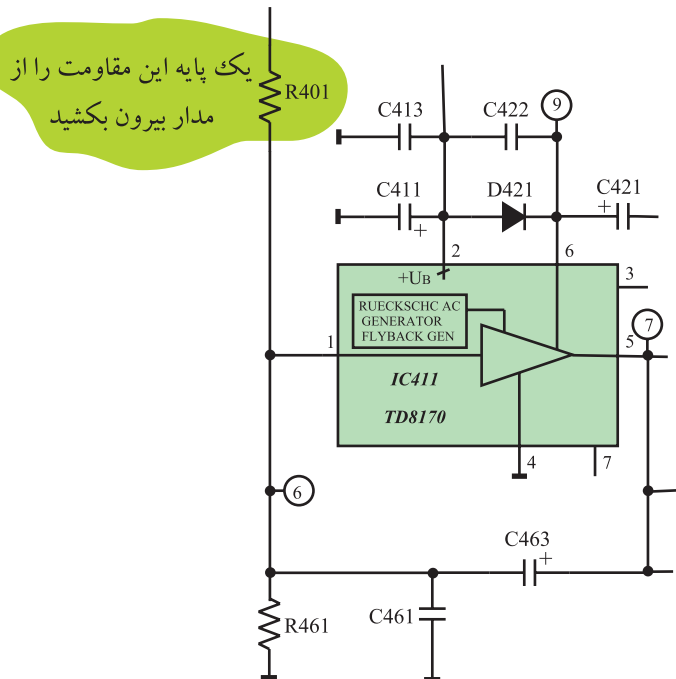 یک پایه این مقاومت را از
مدار بیرون بکشید
R401
C413
C422
9
C411
+
D421
C421
+
2
6
+UB
3
RUECKSCHC AC
GENERATOR
FLYBACK GEN
7
1
5
IC411
TD8170
4
7
6
C463
+
R461
C461